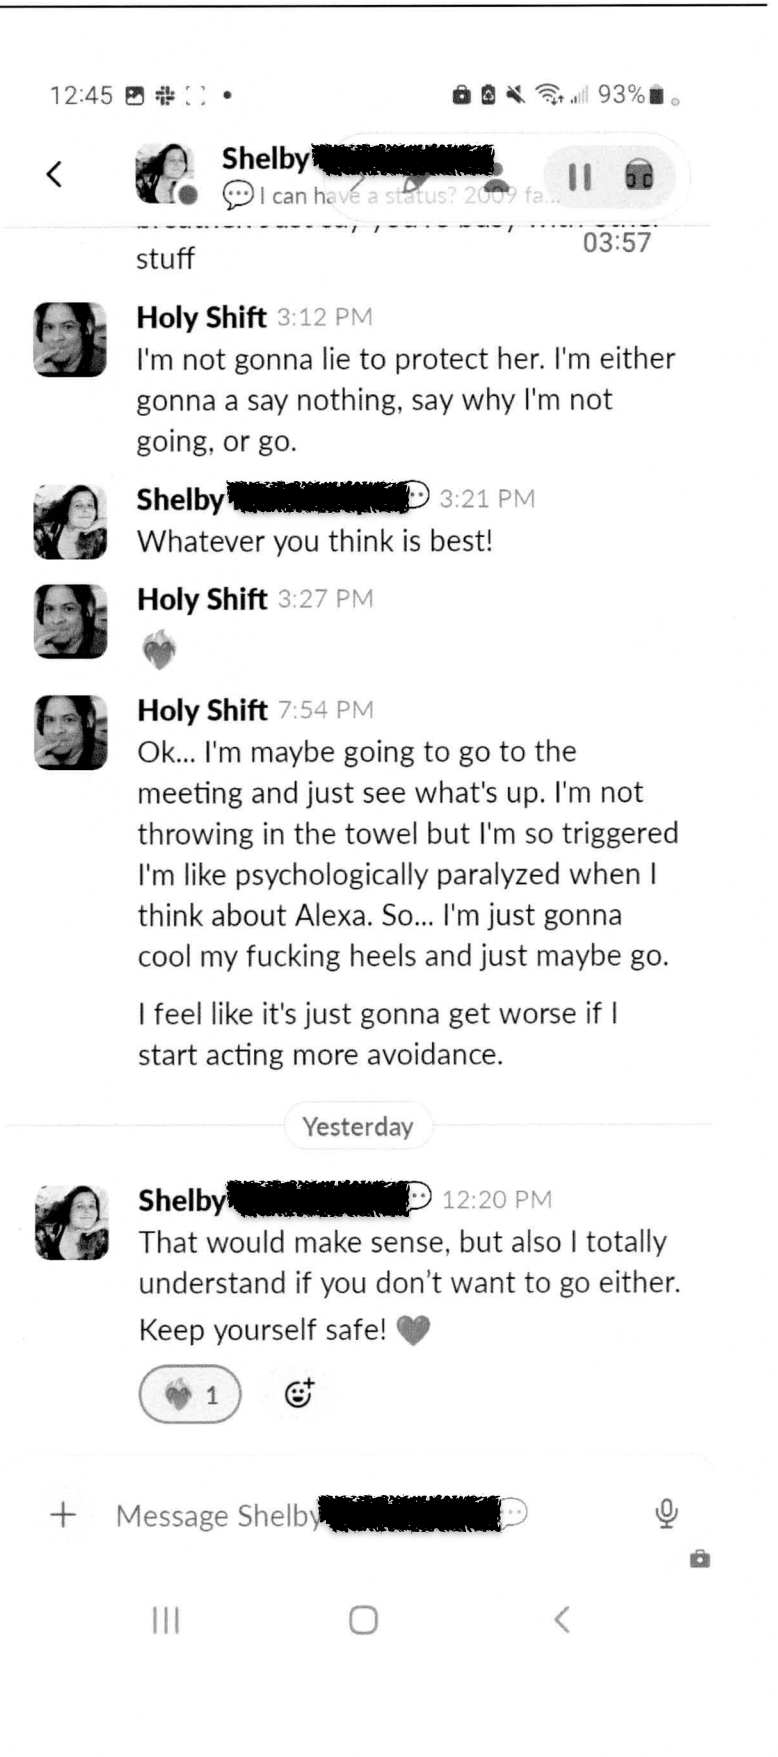 12:45 93%
Shelby
I can have a status? 2009 fa...
03:57
stuff
Holy Shift 3:12 PM
I'm not gonna lie to protect her. I'm either
gonna a say nothing, say why I'm not
going, or go.
Shelby 3:21 PM
Whatever you think is best!
Holy Shift 3:27 PM
Holy Shift 7:54 PM
Ok... I'm maybe going to go to the
meeting and just see what's up. I'm not
throwing in the towel but I'm so triggered
I'm like psychologically paralyzed when I
think about Alexa. So... I'm just gonna
cool my fucking heels and just maybe go.
I feel like it's just gonna get worse if I
start acting more avoidance.
Yesterday
Shelby 12:20 PM
That would make sense, but also I totally
understand if you don't want to go either.
Keep yourself safe! ❤
1
Message Shelby